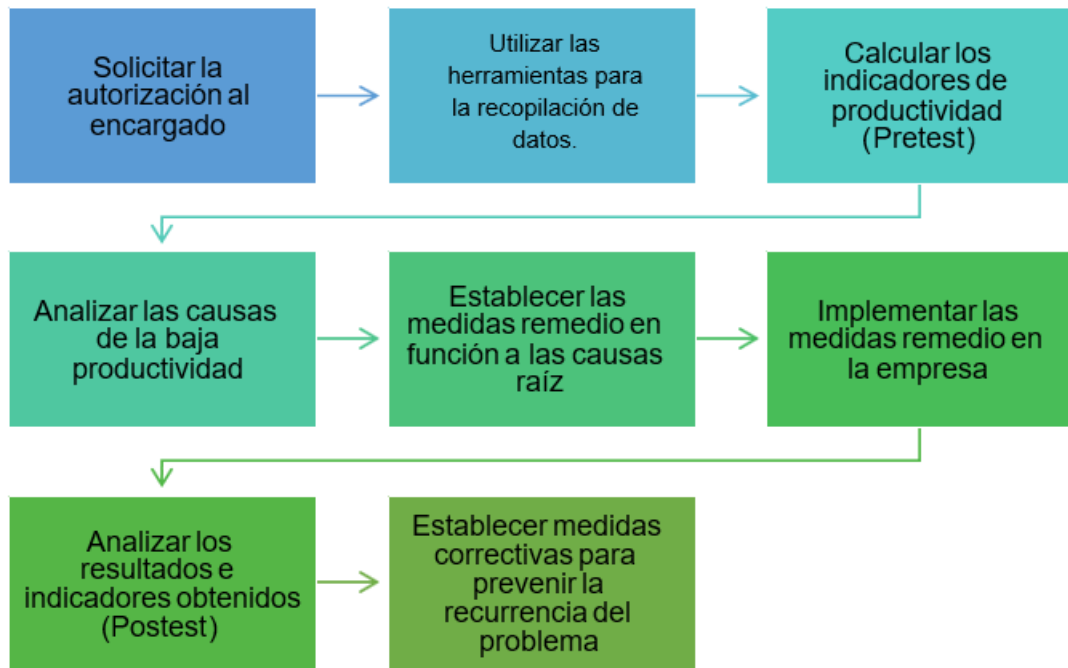 Solicitar la
autorización al
encargado
Utilizar las
herramientas para
la recopilación de
datos.
Calcular los
indicadores de
productividad
(Pretest)
Analizar las causas
de la baja
productividad
Establecer las
medidas remedio en
función a las causas
raíz
Implementar las
medidas remedio en
la empresa
Analizar los
resultados e
indicadores obtenidos
(Postest)
Establecer medidas
correctivas para
prevenir la
recurrencia del
problema